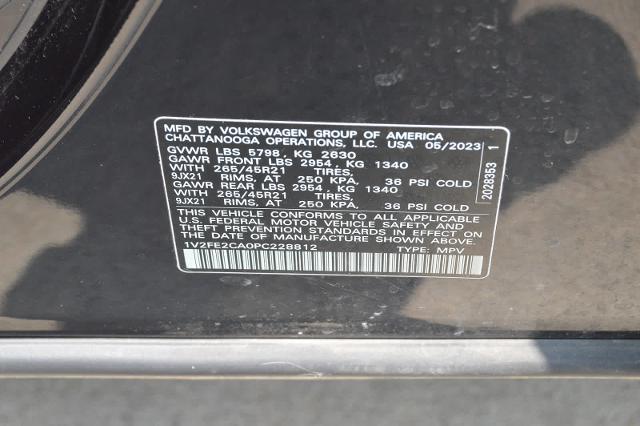 MFD BY VOLKSWAGEN GROUP OF AMERICA
CHATTANOOGA OPERATIONS, LLC. USA 05/2023
GVWR LBS 5798, KG 2630
GAWR FRONT LBS 2954, KG 1340
WITH 265/45R21 TIRES,
9JX21 RIMS, AT 250 KPA, 36 PSI COLD
GAWR REAR LBS 2954, KG 1340
WITH 265/45R21 TIRES,
9JX21 RIMS, AT 250 KPA, 36 PSI COLD
THIS VEHICLE CONFORMS TO ALL APPLICABLE
U.S. FEDERAL MOTOR VEHICLE SAFETY AND
THEFT PREVENTION STANDARDS IN EFFECT ON
THE DATE OF MANUFACTURE SHOWN ABOVE.
1V2FE2CA0PC228812 TYPE: MPV
2028353 1